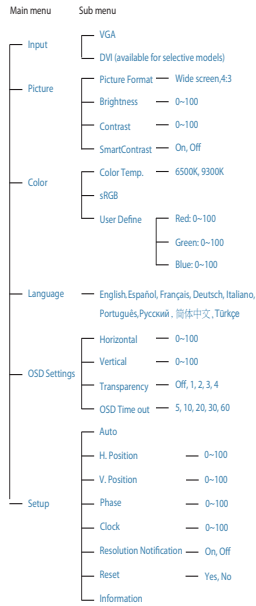 Main menu Sub menu
Input
VGA
DVI (available for selective models)
Picture
Picture Format Wide screen,4:3
Brightness 0~100
Contrast 0~100
SmartContrast On, Off
Color
Color Temp. 6500K, 9300K
sRGB
User Define Red: 0~100
Green: 0~100
Blue: 0~100
Language
English.Español, Français, Deutsch, Italiano,
Português,Русский , 简体中文 ,Türkçe
OSD Settings
Horizontal 0~100
Vertical 0~100
Transparency Off, 1, 2, 3, 4
OSD Time out 5, 10, 20, 30, 60
Setup
Auto
H. Position 0~100
V. Position 0~100
Phase 0~100
Clock 0~100
Resolution Notification On, Off
Reset Yes, No
Information